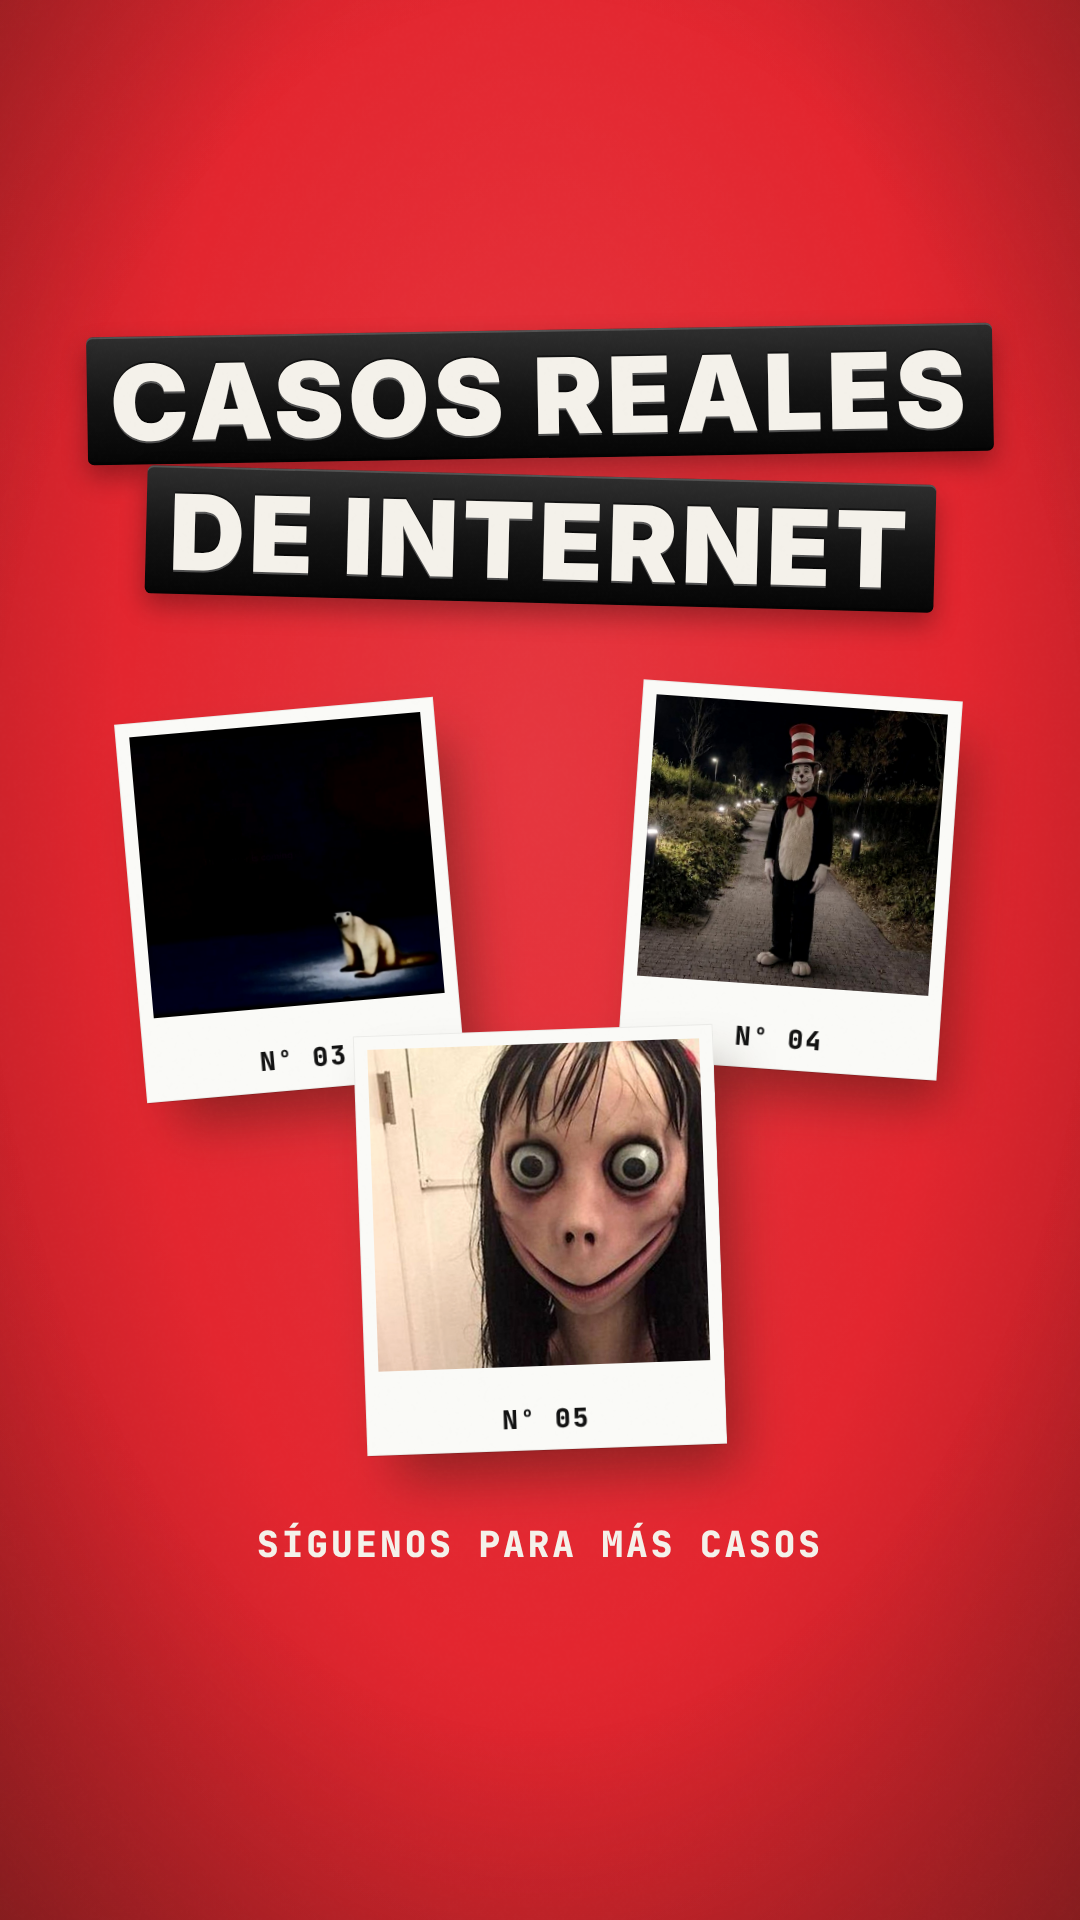 CASOS REALES
DE INTERNET
N° 03
N° 04
N° 05
SÍGUENOS PARA MÁS CASOS